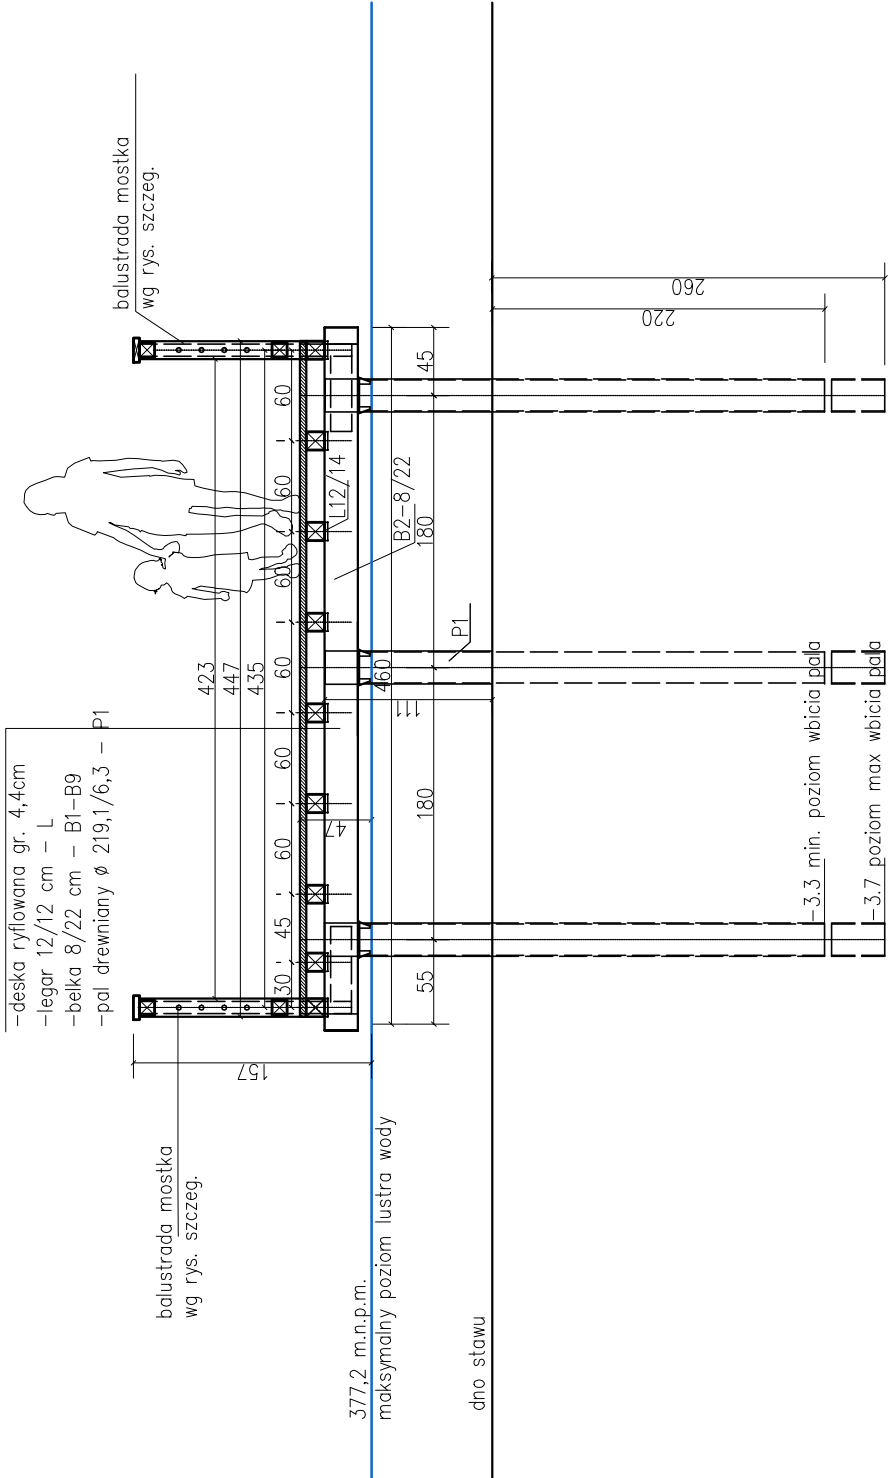 -deska ryflowana gr. 4,4cm
-legar 12/12 cm - L
-belka 8/22 cm - B1-B9
-pal drewniany ø 219,1/6,3 - P1
balustrada mostka
wg rys. szczeg.
balustrada mostka
wg rys. szczeg.
423
447
435
30
45
60
60
60
60
60
60
60
157
47
111
L12/14
B2-8/22
P1
460
55
180
180
45
377,2 m.n.p.m.
maksymalny poziom lustra wody
dno stawu
220
260
-3.3 min. poziom wbicia pala
-3.7 poziom max wbicia pala